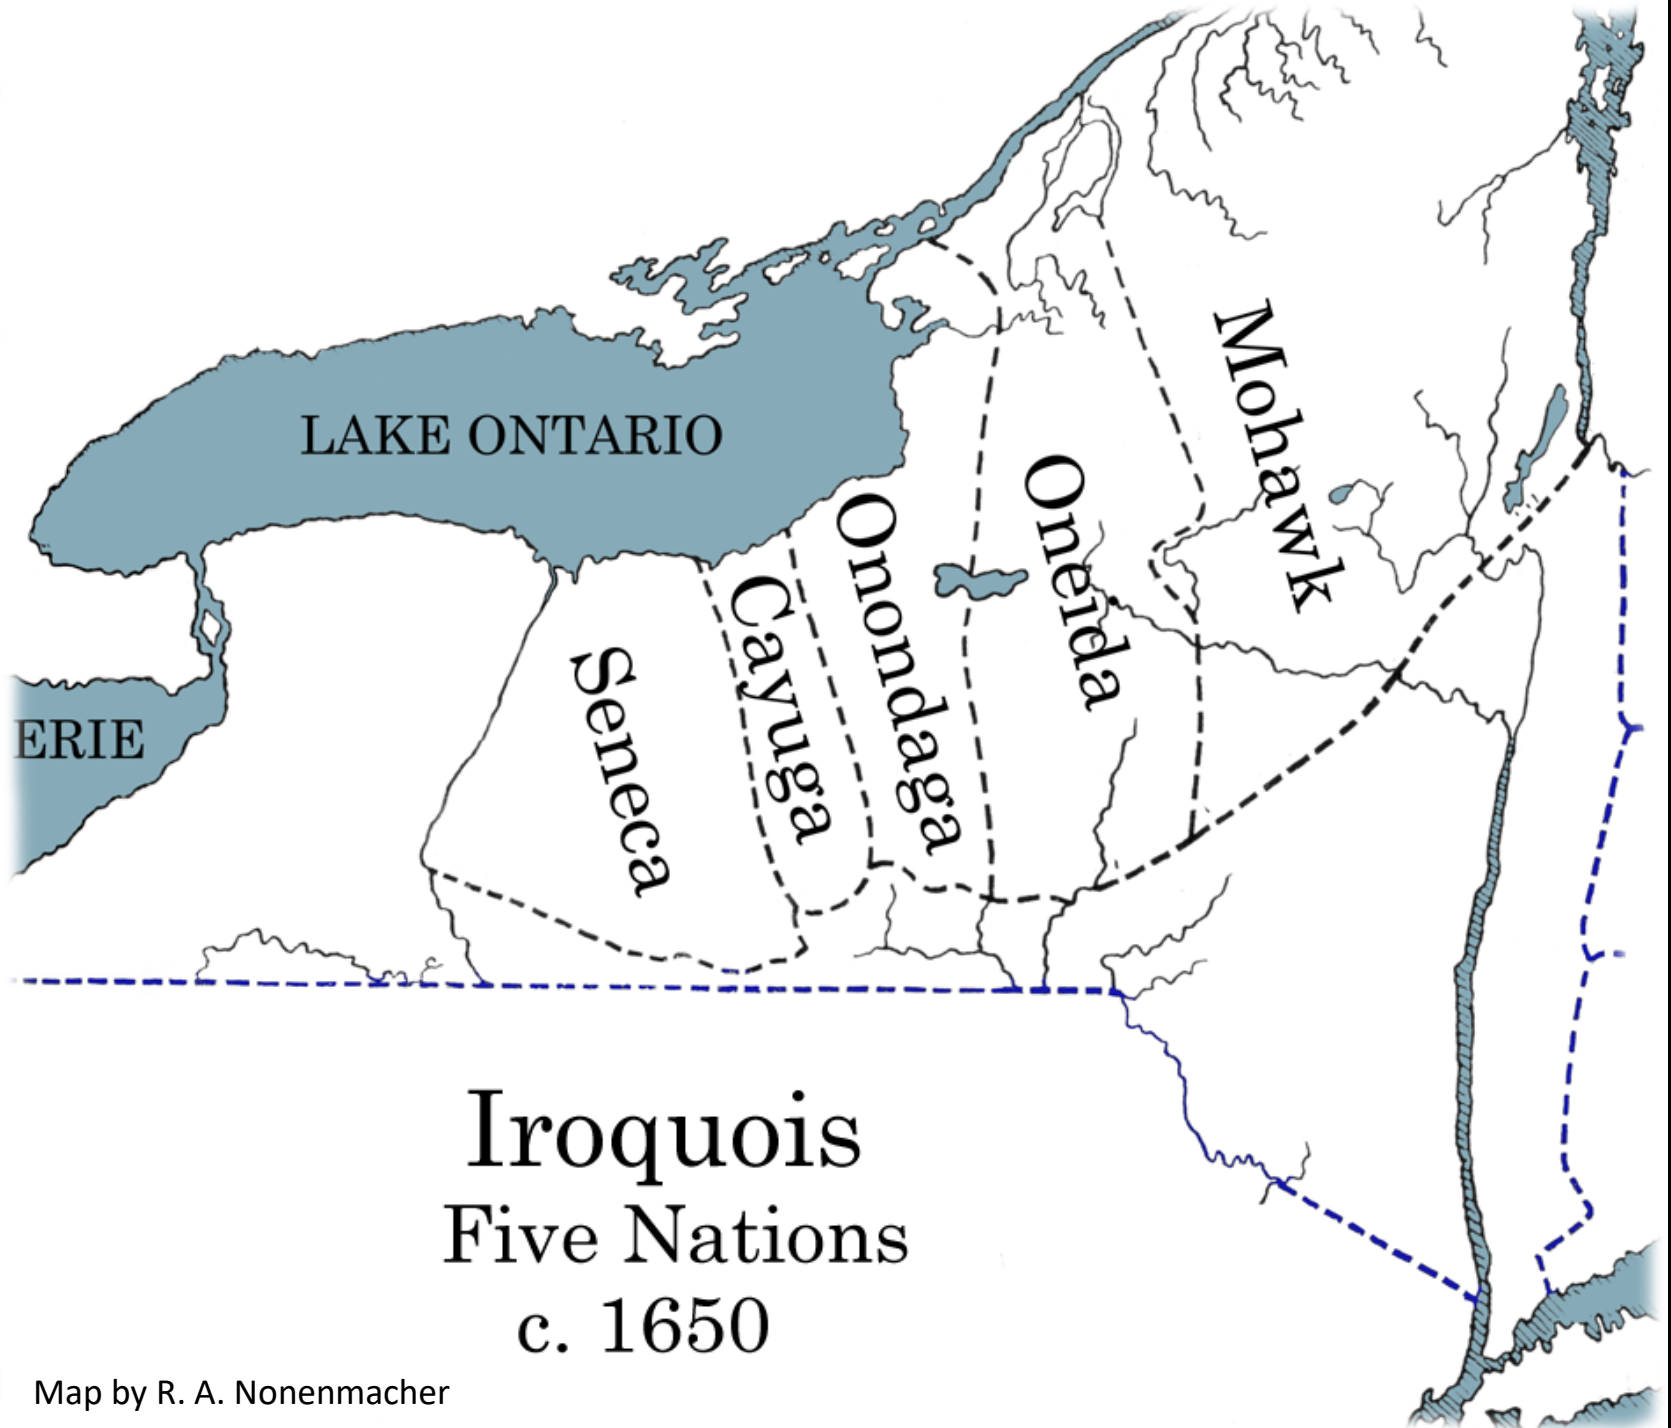 LAKE ONTARIO
ERIE
Seneca
Cayuga
Onondaga
Oneida
Mohawk
Iroquois
Five Nations
c. 1650
Map by R. A. Nonenmacher